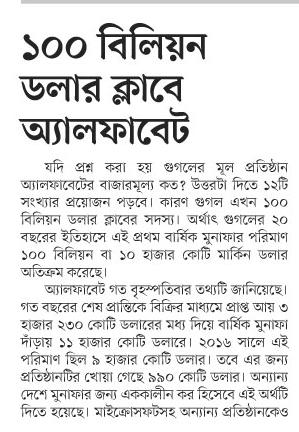 ১০০ বিলিয়ন
ডলার ক্লাবে
অ্যালফাবেট
যদি প্রশ্ন করা হয় গুগলের মূল প্রতিষ্ঠান
অ্যালফাবেটের বাজারমূল্য কত? উত্তরটা দিতে ১২টি
সংখ্যার প্রয়োজন পড়বে। কারণ গুগল এখন ১০০
বিলিয়ন ডলার ক্লাবের সদস্য। অর্থাৎ গুগলের ২০
বছরের ইতিহাসে এই প্রথম বার্ষিক মুনাফার পরিমাণ
১০০ বিলিয়ন বা ১০ হাজার কোটি মার্কিন ডলার
অতিক্রম করেছে।
অ্যালফাবেট গত বৃহস্পতিবার তথ্যটি জানিয়েছে।
গত বছরের শেষ প্রান্তিকে বিক্রির মাধ্যমে প্রাপ্ত আয় ৩
হাজার ২৩০ কোটি ডলারের মধ্য দিয়ে বার্ষিক মুনাফা
দাঁড়ায় ১১ হাজার কোটি ডলারে। ২০১৬ সালে এই
পরিমাণ ছিল ৯ হাজার কোটি ডলার। তবে এর জন্য
প্রতিষ্ঠানটির খোয়া গেছে ৯৯০ কোটি ডলার। অন্যান্য
দেশে মুনাফার জন্য এককালীন কর হিসেবে এই অর্থটি
দিতে হয়েছে। মাইক্রোসফটসহ অন্যান্য প্রতিষ্ঠানকেও